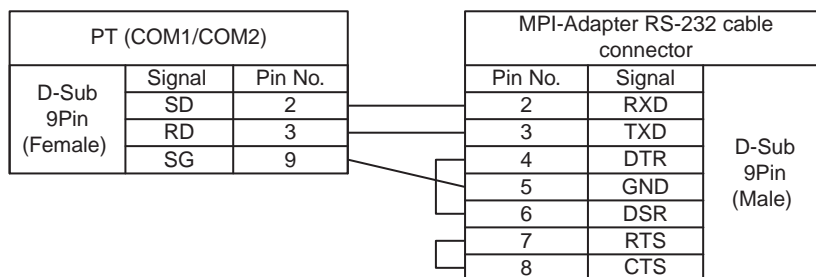 PT (COM1/COM2)
D-Sub
9Pin
(Female)
Signal Pin No.
SD 2
RD 3
SG 9
MPI-Adapter RS-232 cable
connector
Pin No. Signal
2 RXD
3 TXD
4 DTR
5 GND
6 DSR
7 RTS
8 CTS
D-Sub
9Pin
(Male)